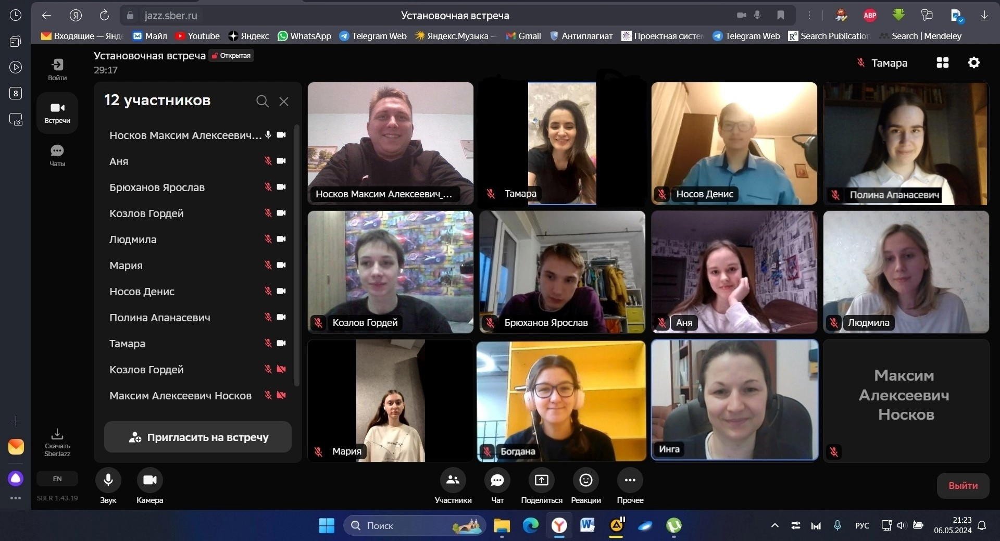 jazz.sber.ru
Установочная встреча
ABP
Входящие — Янде
Майл
Youtube
Яндекс
WhatsApp
Telegram Web
Яндекс.Музыка —
Gmail
Антиплагиат
Проектная систе
Telegram Web
Search Publication
Search | Mendeley
8
Войти
Встречи
Чаты
Скачать
SberJazz
EN
SBER 1.43.19
Установочная встреча
Открытая
29:17
Тамара
12 участников
Носков Максим Алексеевич...
Аня
Брюханов Ярослав
Козлов Гордей
Людмила
Мария
Носов Денис
Полина Апанасевич
Тамара
Козлов Гордей
Максим Алексеевич Носков
Пригласить на встречу
Носков Максим Алексеевич_...
Тамара
Носов Денис
Полина Апанасевич
Козлов Гордей
Брюханов Ярослав
Аня
Людмила
Мария
Богдана
Инга
Максим
Алексеевич
Носков
Звук
Камера
Участники
Чат
Поделиться
Реакции
Прочее
Выйти
Поиск
РУС
21:23
06.05.2024